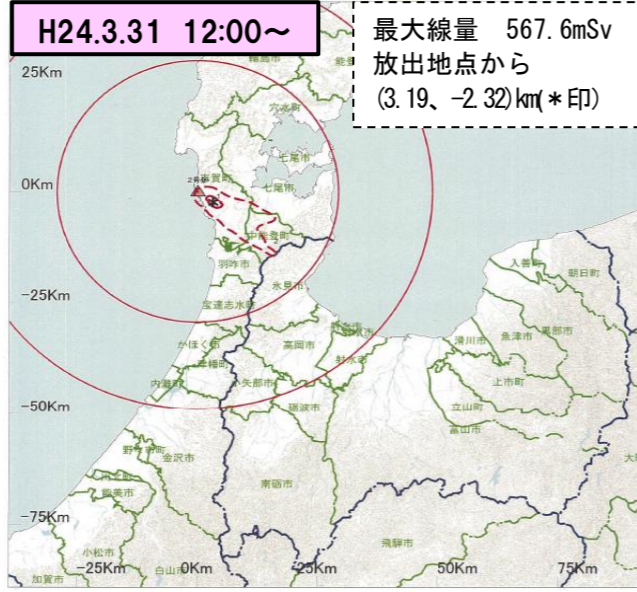 H24.3.31 12:00～
最大線量 567.6mSv
放出地点から
(3.19、-2.32)km(＊印)
25Km
輪島市
穴水町
七尾市
0Km
志賀町
七尾市
中能登町
羽咋市
-25Km
氷見市
宝達志水町
入善町
朝日町
かほく市
高岡市
射水市
滑川市
魚津市
黒部市
津幡町
内灘町
小矢部市
上市町
-50Km
砺波市
立山町
富山市
野々市町
金沢市
南砺市
能美市
-75Km
飛騨市
小松市
白山市
加賀市
-25Km
0Km
25Km
50Km
75Km